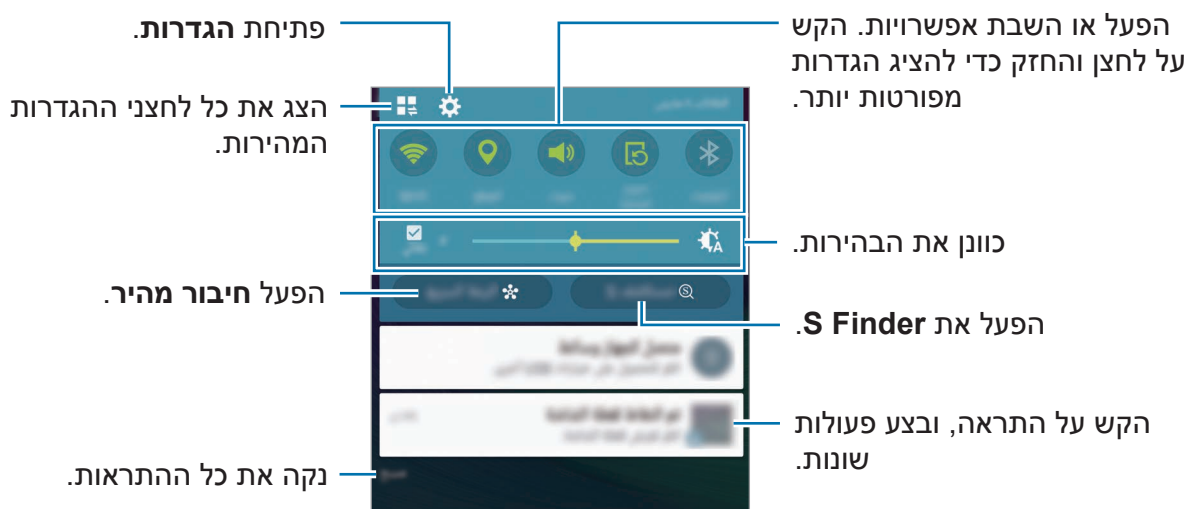 הפעל או השבת אפשרויות. הקש
על לחצן והחזק כדי להציג הגדרות
מפורטות יותר.
פתיחת הגדרות.
הצג את כל לחצני ההגדרות
המהירות.
כוונן את הבהירות.
הפעל חיבור מהיר.
הפעל את S Finder.
הקש על התראה, ובצע פעולות
שונות.
נקה את כל ההתראות.